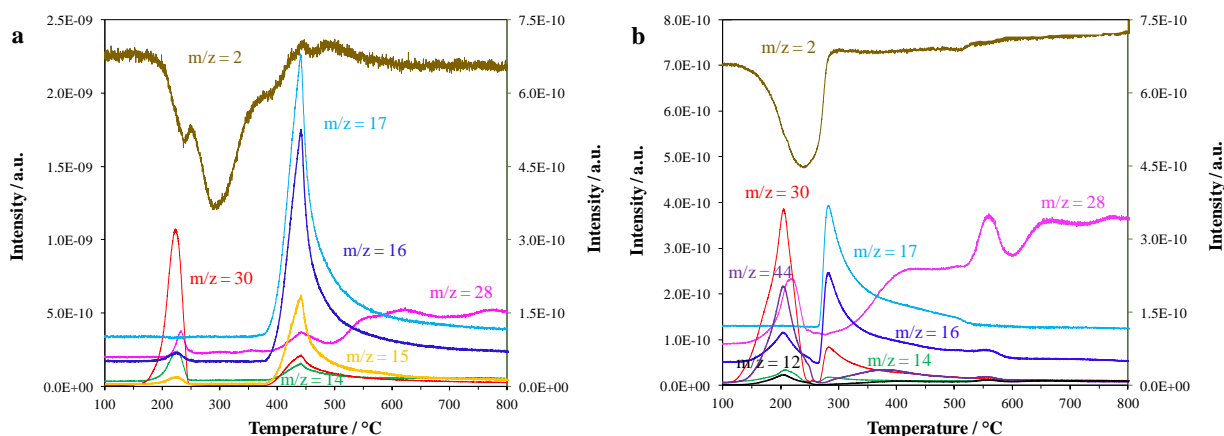 a
2.5E-09
2.0E-09
1.5E-09
1.0E-09
5.0E-10
0.0E+00
Intensity / a.u.
m/z = 2
m/z = 17
m/z = 16
m/z = 30
m/z = 28
m/z = 15
m/z = 14
7.5E-10
6.0E-10
4.5E-10
3.0E-10
1.5E-10
0.0E+00
Intensity / a.u.
100 200 300 400 500 600 700 800
Temperature / °C
b
8.0E-10
7.0E-10
6.0E-10
5.0E-10
4.0E-10
3.0E-10
2.0E-10
1.0E-10
0.0E+00
Intensity / a.u.
m/z = 2
m/z = 30
m/z = 28
m/z = 17
m/z = 44
m/z = 16
m/z = 12
m/z = 14
7.5E-10
6.0E-10
4.5E-10
3.0E-10
1.5E-10
0.0E+00
Intensity / a.u.
100 200 300 400 500 600 700 800
Temperature / °C